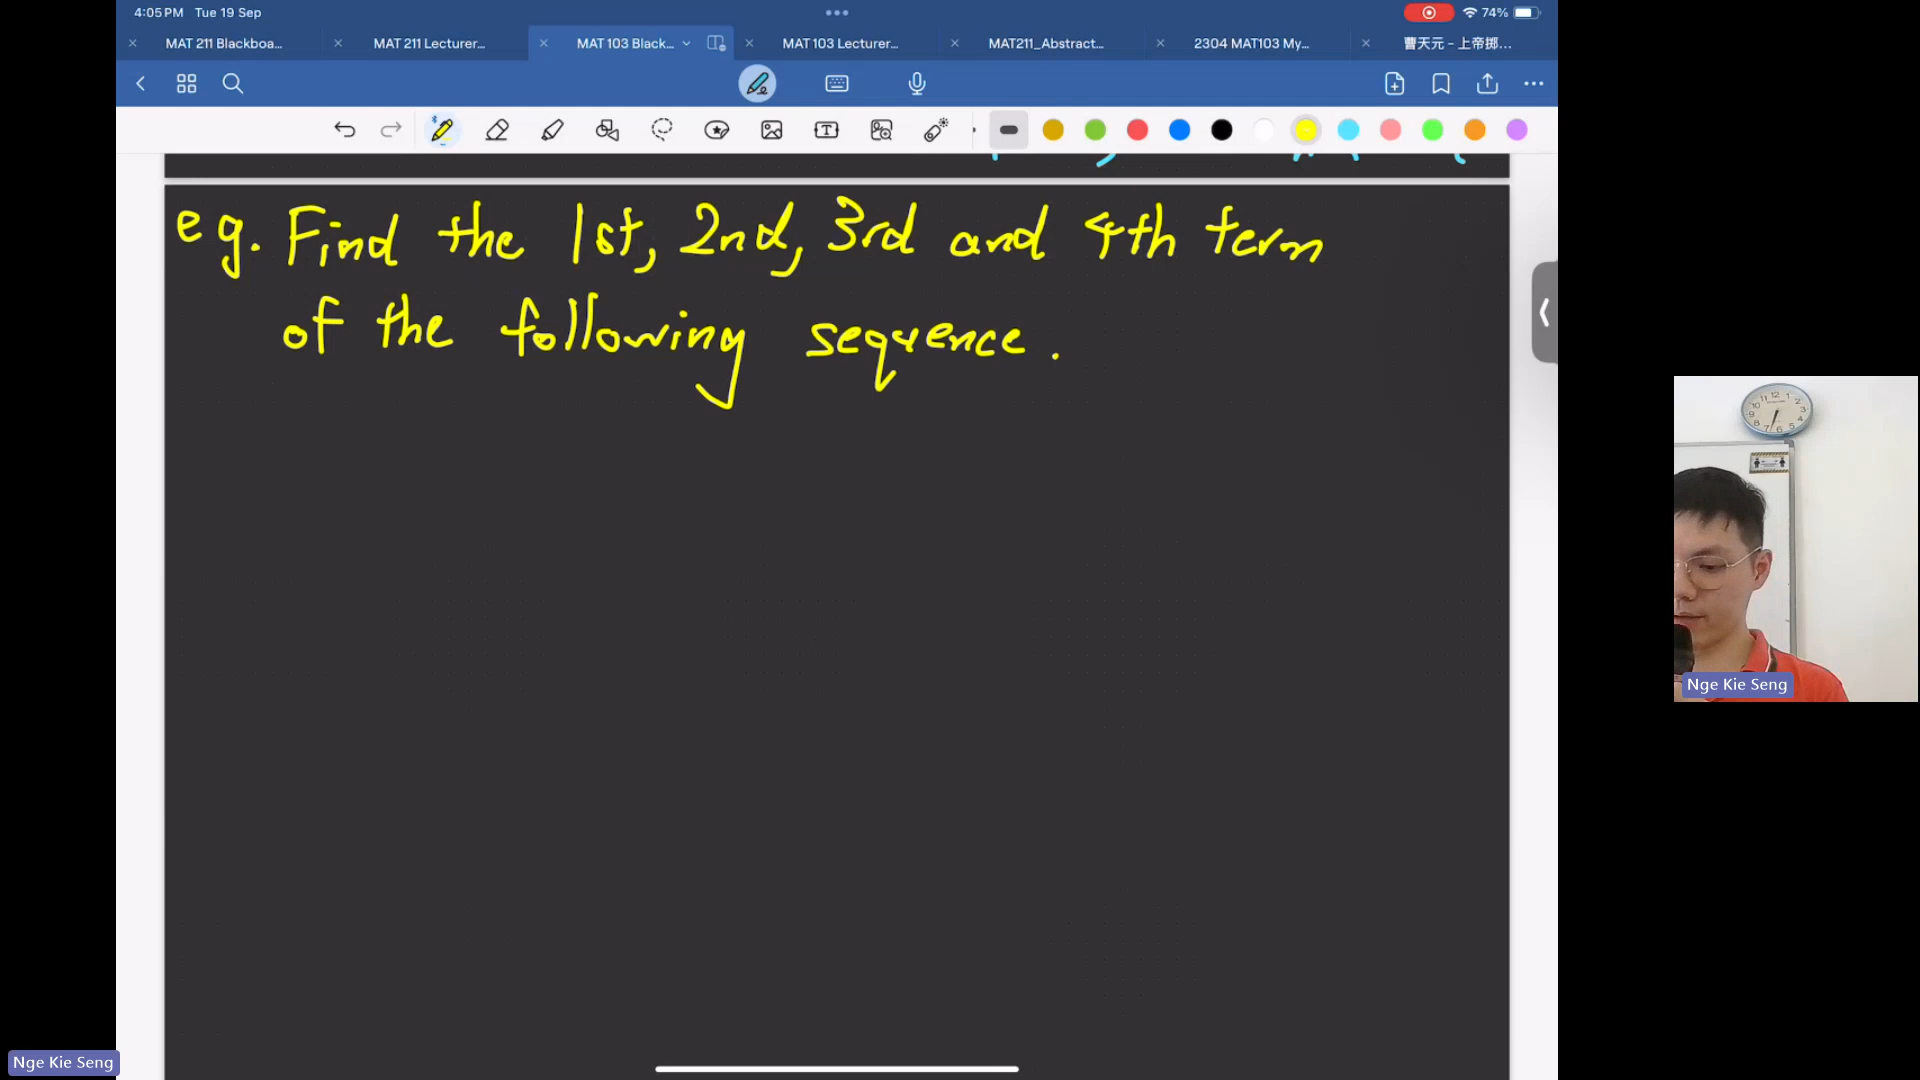 4:05 PM Tue 19 Sep
74%
MAT 211 Blackboa...
MAT 211 Lecturer...
MAT 103 Black...
MAT 103 Lecturer...
MAT211_Abstract...
2304 MAT103 My...
曹天元 - 上帝掷...
eg. Find the 1st, 2nd, 3rd and 4th term
of the following sequence.
Nge Kie Seng
Nge Kie Seng